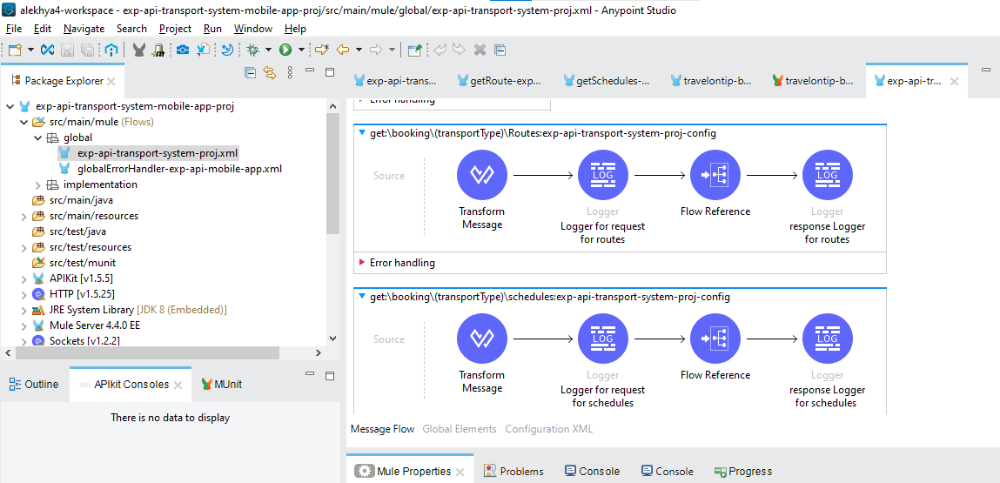 alekhya4-workspace - exp-api-transport-system-mobile-app-proj/src/main/mule/global/exp-api-transport-system-proj.xml - Anypoint Studio
File Edit Navigate Search Project Run Window Help
Package Explorer
exp-api-trans...
getRoute-exp...
getSchedules-...
travelontip-b...
travelontip-b...
exp-api-tr...
exp-api-transport-system-mobile-app-proj
src/main/mule (Flows)
global
exp-api-transport-system-proj.xml
globalErrorHandler-exp-api-mobile-app.xml
implementation
src/main/java
src/main/resources
src/test/java
src/test/resources
src/test/munit
APIKit [v1.5.5]
HTTP [v1.5.25]
JRE System Library [JDK 8 (Embedded)]
Mule Server 4.4.0 EE
Sockets [v1.2.2]
Outline
api APIkit Consoles
MUnit
There is no data to display
Error handling
get:\booking\(transportType)\Routes:exp-api-transport-system-proj-config
Source
LOG
LOG
Transform
Message
Logger
Logger for request
for routes
Flow Reference
Logger
response Logger
for routes
Error handling
get:\booking\(transportType)\schedules:exp-api-transport-system-proj-config
Source
LOG
LOG
Transform
Message
Logger
Logger for request
for schedules
Flow Reference
Logger
response Logger
for schedules
Message Flow Global Elements Configuration XML
Mule Properties
Problems
Console
Console
Progress